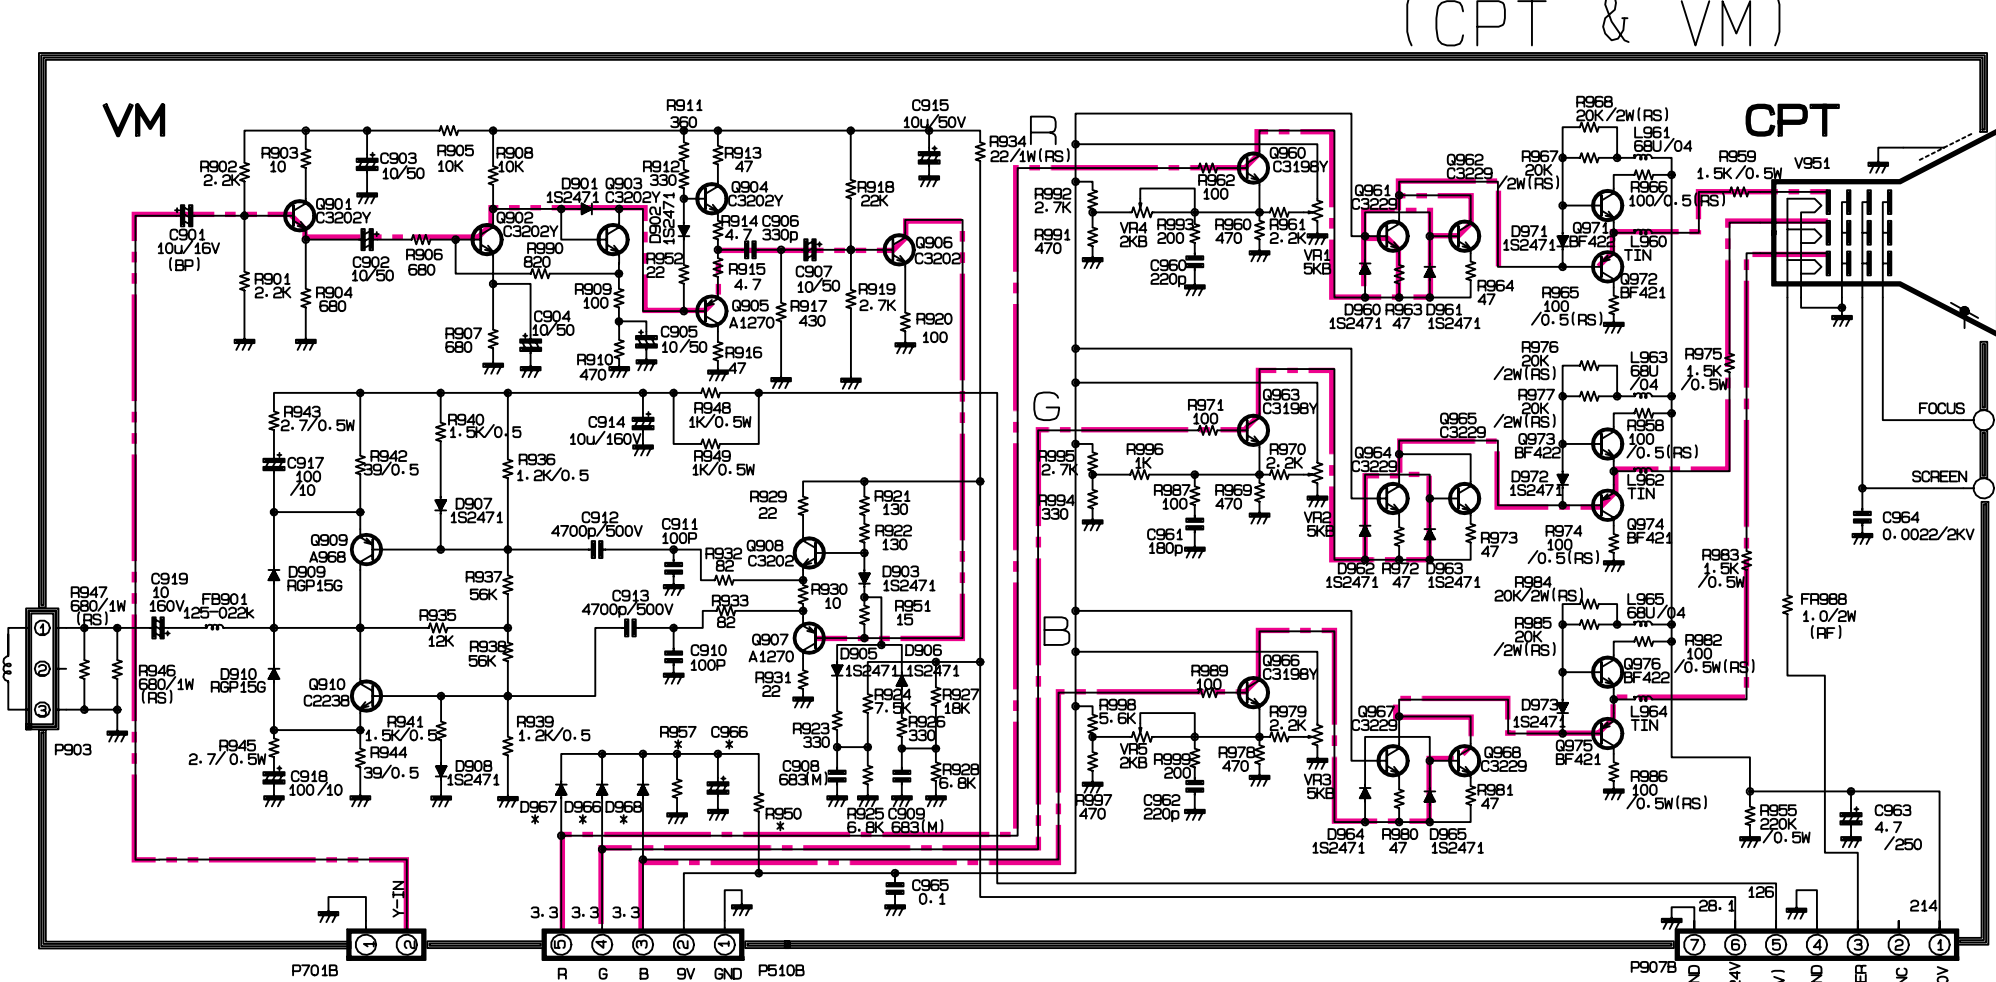 (CPT & VM)
VM
CPT
R911
360
C915
10u/50V
R934
22/1W(RS)
R902
2.2K
R903
10
C903
10/50
R905
10K
R908
10K
D901
1S2471
Q903
C3202Y
R912
330
R913
47
Q904
C3202Y
R918
22K
Q901
C3202Y
Q902
C3202Y
D902
1S2471
R914
4.7
C906
330p
Q906
C3202
C901
10u/16V
(BP)
C902
10/50
R906
680
R990
820
R952
22
R915
4.7
C907
10/50
R901
2.2K
R904
680
R909
100
Q905
A1270
R917
430
R919
2.7K
R920
100
R907
680
C904
10/50
R910
470
C905
10/50
R916
47
R943
2.7/0.5W
R940
1.5K/0.5
C914
10u/160V
R948
1K/0.5W
R949
1K/0.5W
C917
100
/10
R942
39/0.5
R936
1.2K/0.5
D907
1S2471
C912
4700p/500V
C911
100P
R929
22
R921
130
R922
130
Q909
A968
Q908
C3202
D909
RGP15G
R937
56K
R932
82
D903
1S2471
R930
10
R951
15
R947
680/1W
(RS)
C919
10
160V
FB901
125-022K
C913
4700p/500V
R933
82
R935
12K
R938
56K
Q907
A1270
C910
100P
1
2
3
R946
680/1W
(RS)
D910
RGP15G
Q910
C2238
R931
22
D905
1S2471
D906
1S2471
R924
7.5K
R927
18K
P903
R945
2.7/0.5W
R941
1.5K/0.5
R939
1.2K/0.5
R944
39/0.5
D908
1S2471
C918
100/10
R957
*
C966
*
R923
330
R926
330
C908
683(M)
R928
6.8K
D967
*
D966
*
D968
*
R950
*
R925
6.8K
C909
683(M)
C965
0.1
Y-IN
3.3
3.3
3.3
1
2
5
4
3
2
1
P701B
R
G
B
9V
GND
P510B
R
R992
2.7K
R991
470
VR4
2KB
R993
200
R962
100
Q960
C3198Y
R960
470
R961
2.2K
VR1
5KB
C960
220p
Q961
C3229
Q962
C3229
D960
1S2471
R963
47
D961
1S2471
R964
47
R968
20K/2W(RS)
R967
20K
/2W(RS)
L961
68U/04
R966
100/0.5(RS)
D971
1S2471
Q971
BF422
L960
TIN
Q972
BF421
R965
100
/0.5(RS)
R959
1.5K/0.5W
V951
G
R971
100
Q963
C3198Y
R995
2.7K
R996
1K
R970
2.2K
R994
330
R987
100
R969
470
VR2
5KB
C961
180p
Q964
C3229
Q965
C3229
D962
1S2471
R972
47
D963
1S2471
R973
47
R976
20K
/2W(RS)
R977
20K
/2W(RS)
L963
68U
/04
R975
1.5K
/0.5W
Q973
BF422
R958
100
/0.5(RS)
D972
1S2471
L962
TIN
R974
100
/0.5(RS)
Q974
BF421
FOCUS
SCREEN
C964
0.0022/2KV
B
R989
100
Q966
C3198Y
R998
5.6K
VR5
2KB
R999
200
R978
470
R979
2.2K
VR3
5KB
R997
470
C962
220p
Q967
C3229
Q968
C3229
D964
1S2471
R980
47
D965
1S2471
R981
47
R984
20K/2W(RS)
L965
68U/04
R985
20K
/2W(RS)
R983
1.5K
/0.5W
R982
100
/0.5W(RS)
Q976
BF422
D973
1S2471
L964
TIN
Q975
BF421
R986
100
/0.5W(RS)
FR988
1.0/2W
(RF)
R955
220K
/0.5W
C963
4.7
/250
28.1
126
214
7
6
5
4
3
2
1
P907B